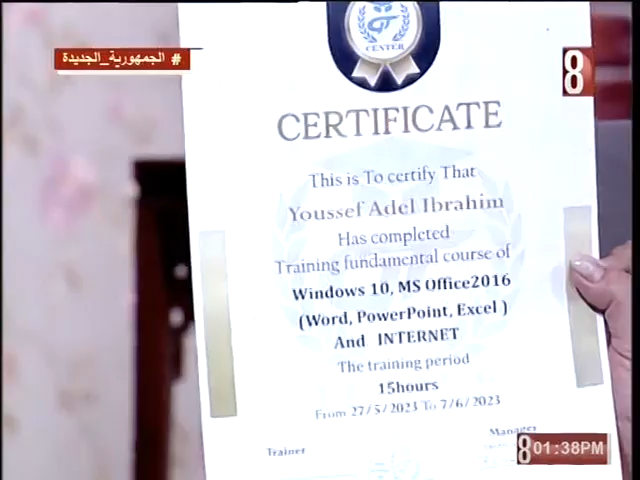 # الجمهورية_الجديدة
8
CENTER
CERTIFICATE
This is To certify That
Youssef Adel Ibrahim
Has completed
Training fundamental course of
Windows 10, MS Office2016
(Word, PowerPoint, Excel )
And INTERNET
The training period
15hours
From 27/5/2023 To 7/6/2023
Trainer
Manager
8 01:38PM